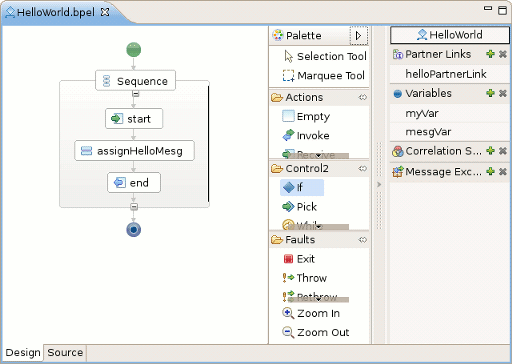 HelloWorld.bpel
Sequence
start
assignHelloMesg
end
Palette
Selection Tool
Marquee Tool
Actions
Empty
Invoke
Receive
Control2
If
Pick
While
Faults
Exit
Throw
Rethrow
Zoom In
Zoom Out
HelloWorld
Partner Links
helloPartnerLink
Variables
myVar
mesgVar
Correlation S...
Message Exc...
Design
Source